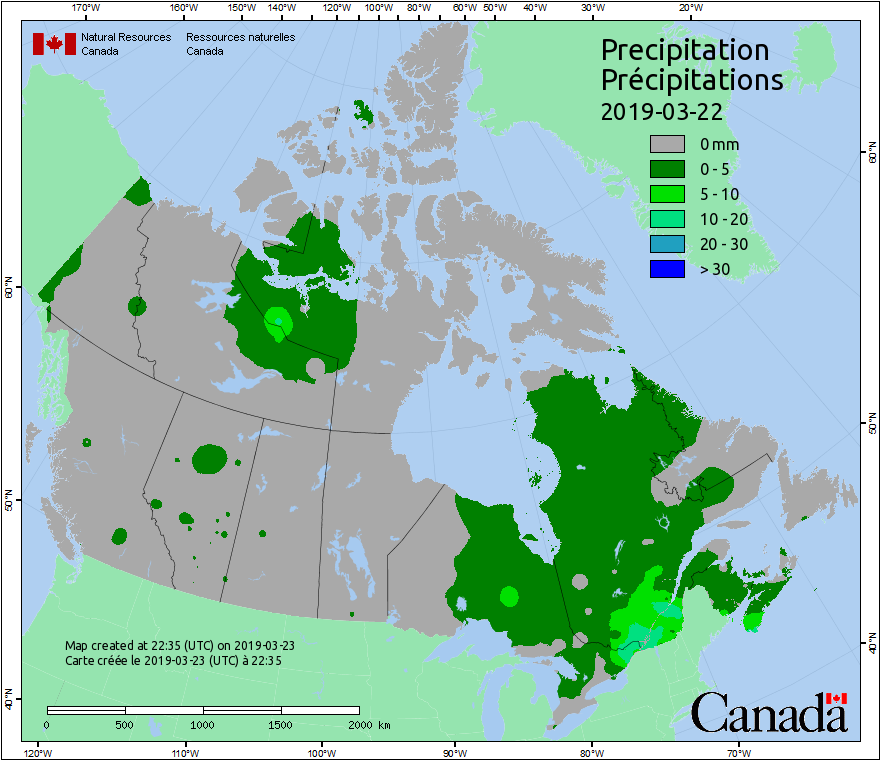 170°W 160°W 150°W 140°W 120°W 100°W 80°W 60°W 50°W 40°W 30°W 20°W
Natural Resources Ressources naturelles
Canada Canada
Precipitation
Précipitations
2019-03-22
0 mm
0 - 5
5 - 10
10 - 20
20 - 30
> 30
60°N
60°N
50°N
50°N
40°N
40°N
Map created at 22:35 (UTC) on 2019-03-23
Carte créée le 2019-03-23 (UTC) à 22:35
0 500 1000 1500 2000 km
Canada
120°W 110°W 100°W 90°W 80°W 70°W